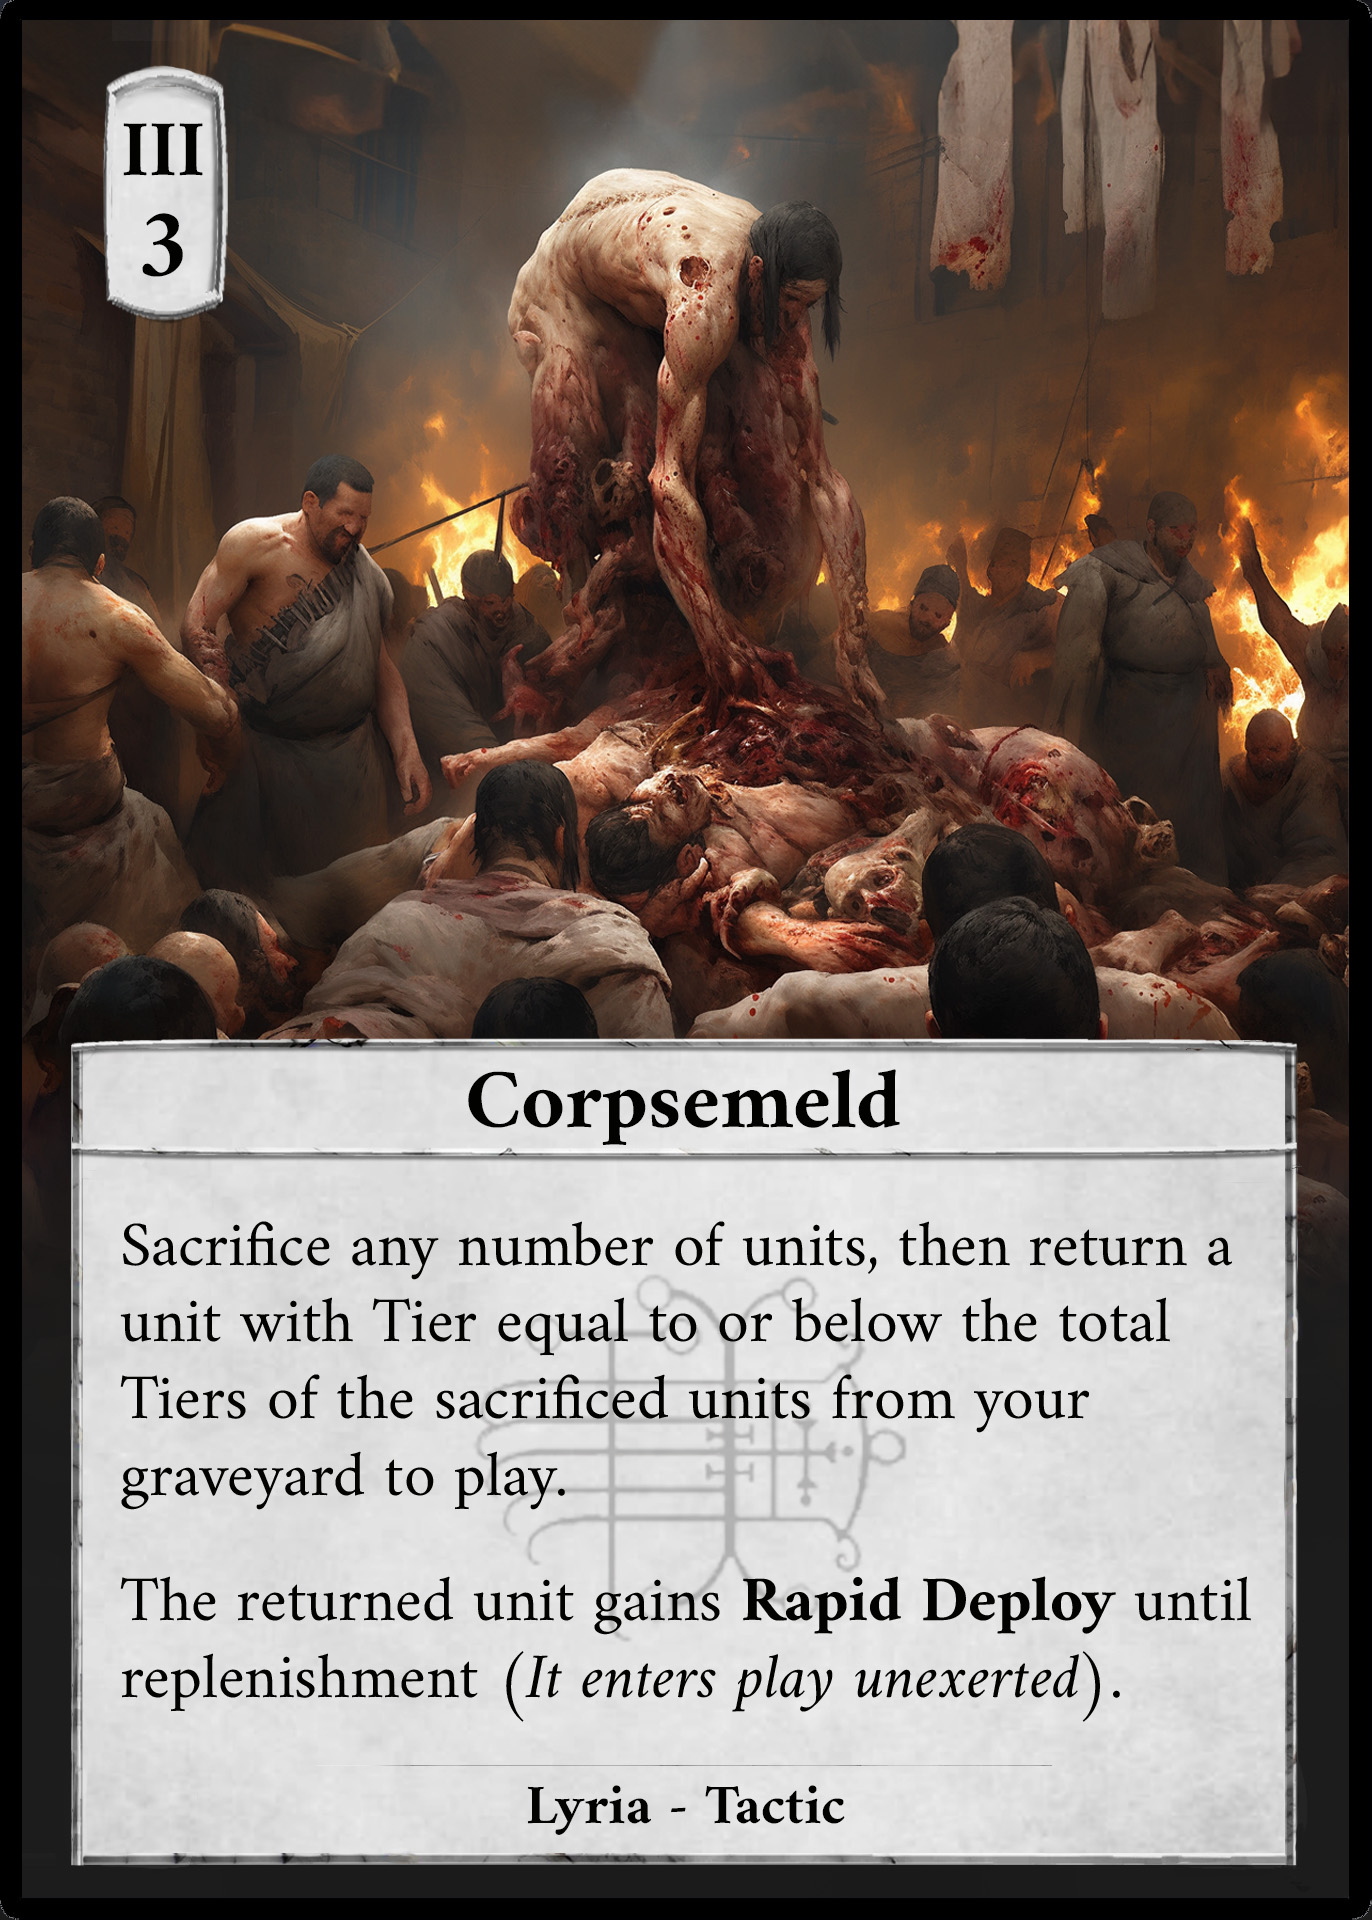 III
3
Corpsemeld
Sacrifice any number of units, then return a
unit with Tier equal to or below the total
Tiers of the sacrificed units from your
graveyard to play.
The returned unit gains Rapid Deploy until
replenishment (It enters play unexerted).
Lyria - Tactic